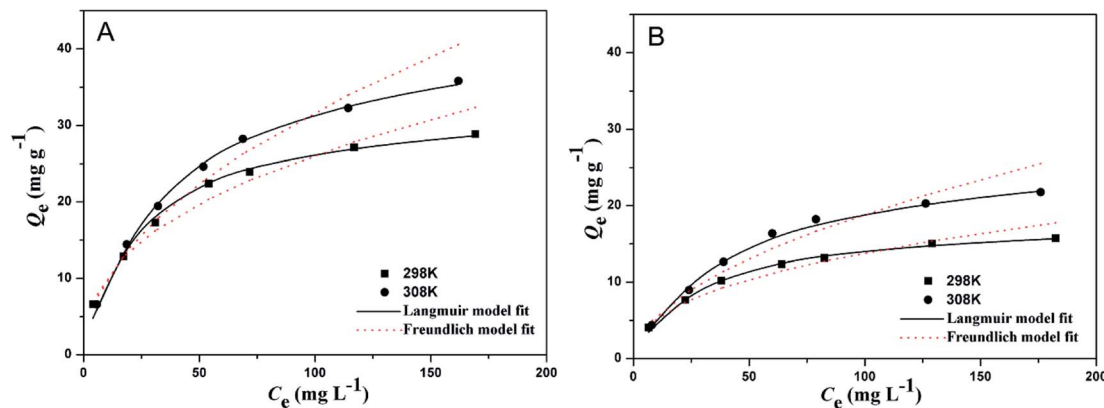 A
Qe (mg g-1)
40
30
20
10
0
298K
308K
Langmuir model fit
Freundlich model fit
0 50 100 150 200
Ce (mg L-1)
B
Qe (mg g-1)
40
30
20
10
0
298K
308K
Langmuir model fit
Freundlich model fit
0 50 100 150 200
Ce (mg L-1)